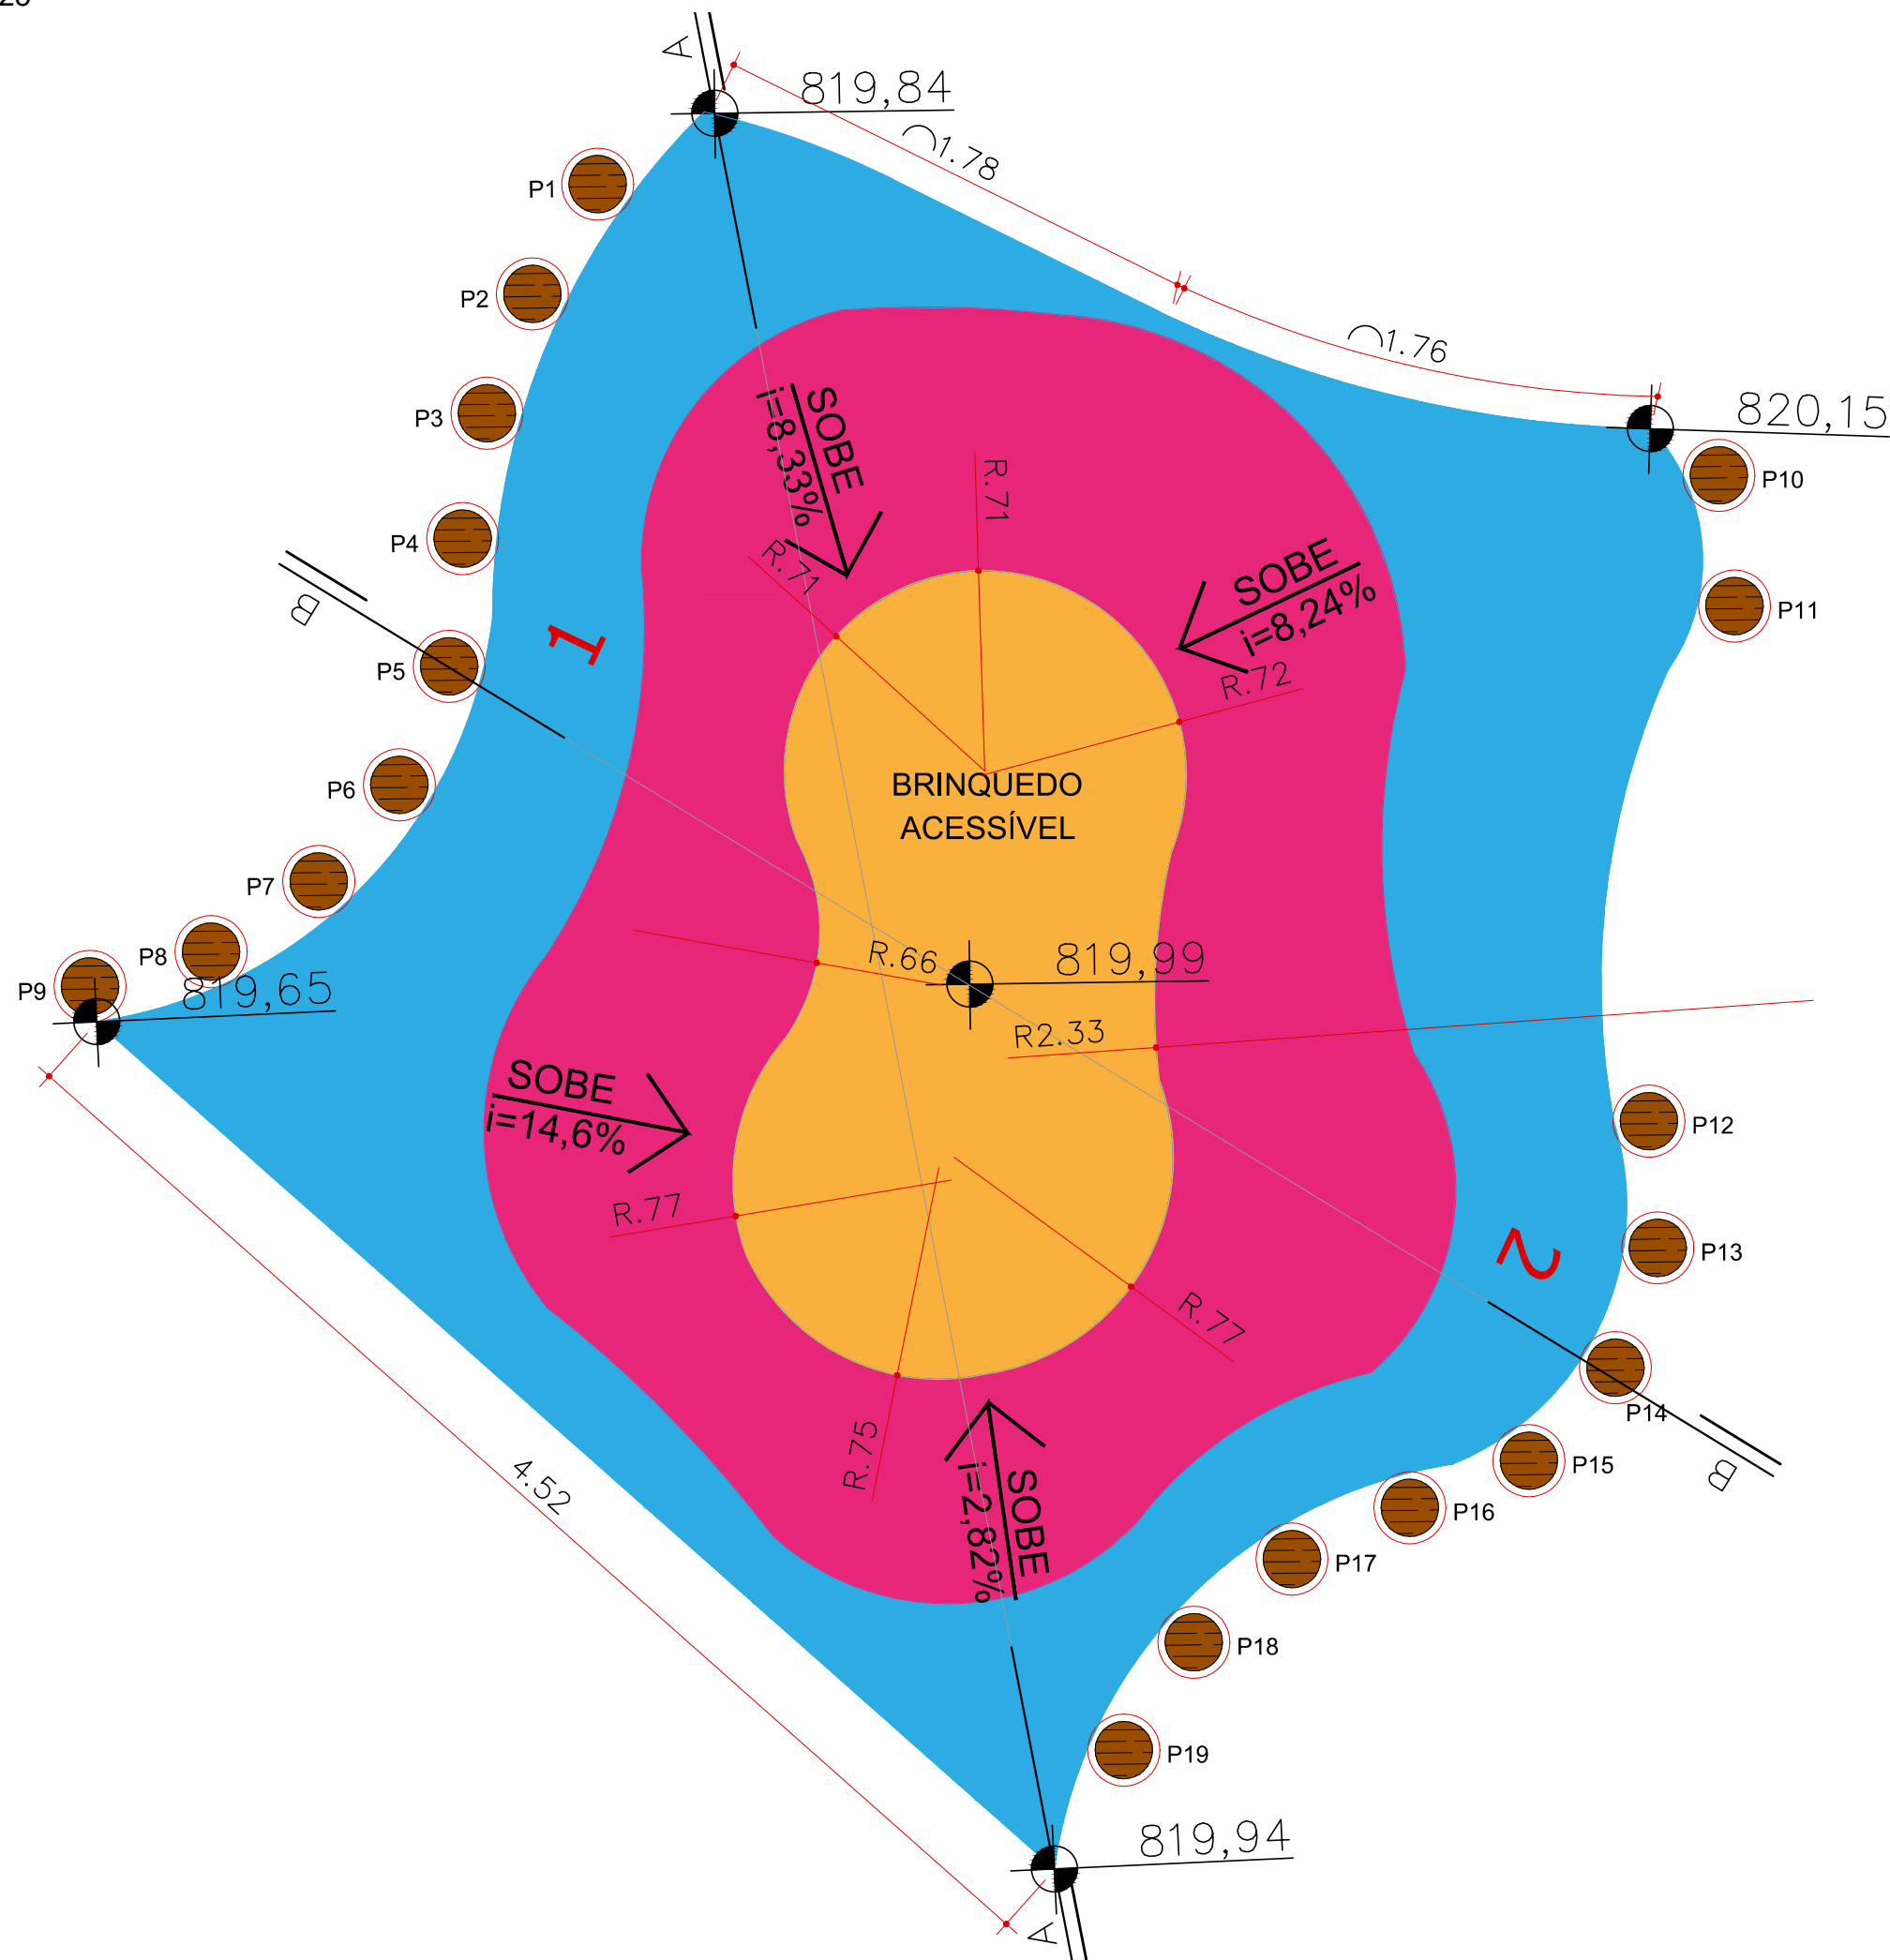 A
819,84
1.78
P1
P2
1.76
820,15
P3
SOBE
i=8,33%
R.71
P10
P4
R.71
SOBE
i=8,24%
B
P11
1
P5
R.72
P6
BRINQUEDO
ACESSÍVEL
P7
P8
R.66
819,99
P9
819,65
R2.33
SOBE
i=14,6%
P12
R.77
P13
2
R.77
P14
R.75
P15
B
4.52
SOBE
i=2,82%
P16
P17
P18
P19
819,94
A